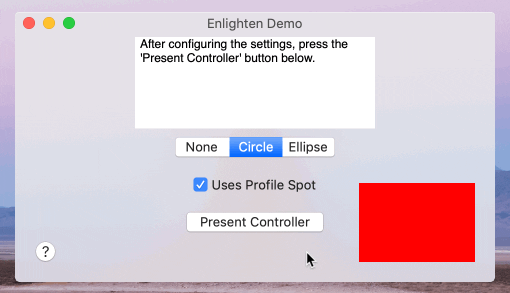 Enlighten Demo
After configuring the settings, press the
'Present Controller' button below.
None Circle Ellipse
Uses Profile Spot
Present Controller
?